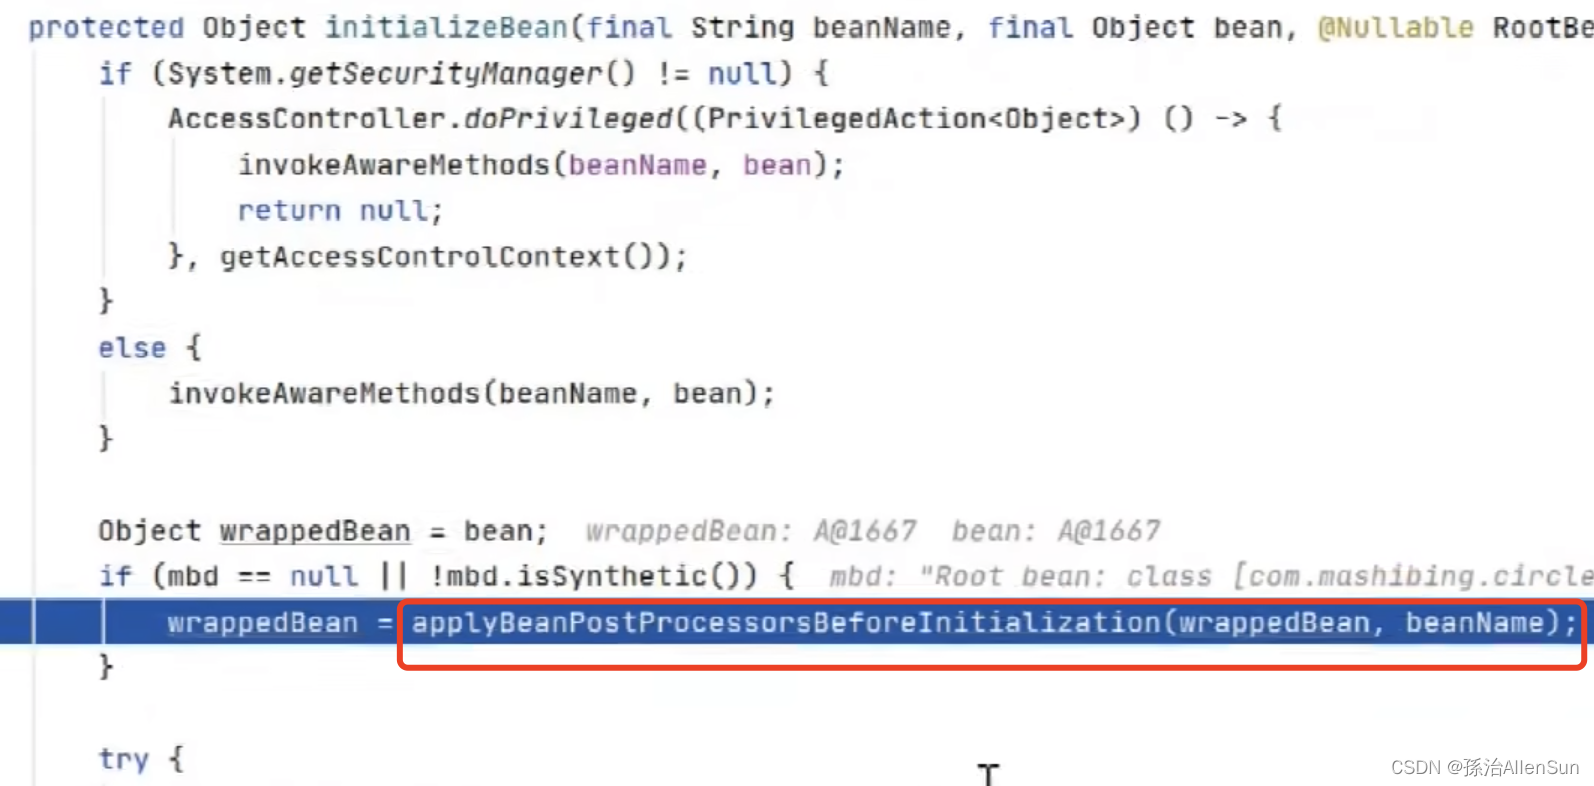 protected Object initializeBean(final String beanName, final Object bean, @Nullable RootBe
if (System.getSecurityManager() != null) {
AccessController.doPrivileged((PrivilegedAction<Object>) () -> {
invokeAwareMethods(beanName, bean);
return null;
}, getAccessControlContext());
}
else {
invokeAwareMethods(beanName, bean);
}
Object wrappedBean = bean; wrappedBean: A@1667 bean: A@1667
if (mbd == null || !mbd.isSynthetic()) { mbd: "Root bean: class [com.mashibing.circle
wrappedBean = applyBeanPostProcessorsBeforeInitialization(wrappedBean, beanName);
}
try {
CSDN @孫治AllenSun